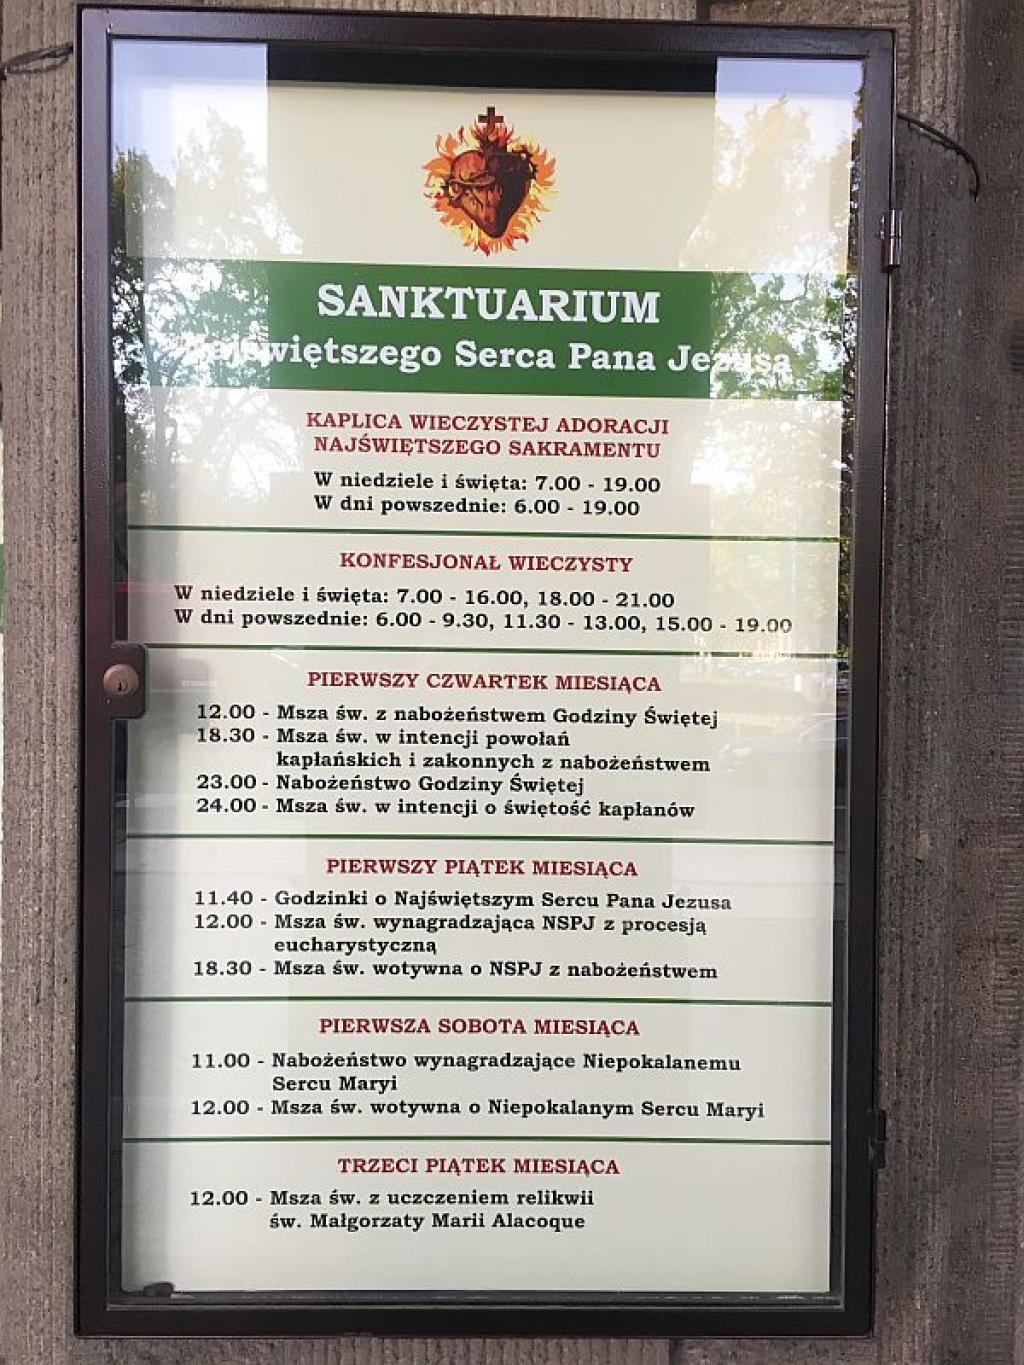 SANKTUARIUM
Najświętszego Serca Pana Jezusa
KAPLICA WIECZYSTEJ ADORACJI
NAJŚWIĘTSZEGO SAKRAMENTU
W niedziele i święta: 7.00 - 19.00
W dni powszednie: 6.00 - 19.00
KONFESJONAŁ WIECZYSTY
W niedziele i święta: 7.00 - 16.00, 18.00 - 21.00
W dni powszednie: 6.00 - 9.30, 11.30 - 13.00, 15.00 - 19.00
PIERWSZY CZWARTEK MIESIĄCA
12.00 - Msza św. z nabożeństwem Godziny Świętej
18.30 - Msza św. w intencji powołań
kapłańskich i zakonnych z nabożeństwem
23.00 - Nabożeństwo Godziny Świętej
24.00 - Msza św. w intencji o świętość kapłanów
PIERWSZY PIĄTEK MIESIĄCA
11.40 - Godzinki o Najświętszym Sercu Pana Jezusa
12.00 - Msza św. wynagradzająca NSPJ z procesją
eucharystyczną
18.30 - Msza św. wotywna o NSPJ z nabożeństwem
PIERWSZA SOBOTA MIESIĄCA
11.00 - Nabożeństwo wynagradzające Niepokalanemu
Sercu Maryi
12.00 - Msza św. wotywna o Niepokalanym Sercu Maryi
TRZECI PIĄTEK MIESIĄCA
12.00 - Msza św. z uczczeniem relikwii
św. Małgorzaty Marii Alacoque